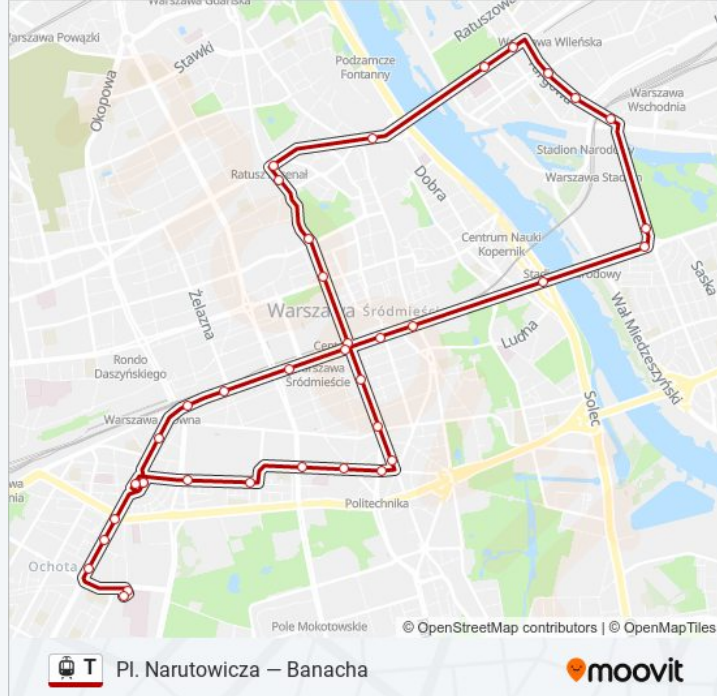 Warszawa Gdańska
Warszawa Powązki
Stawki
Okopowa
Podzamcze
Fontanny
Ratuszowa
Warszawa Wileńska
Targowa
Warszawa
Wschodnia
Stadion Narodowy
Warszawa Stadion
Ratusz Arsenał
Dobra
Centrum Nauki
Kopernik
Stadion Narodowy
Saska
Wał Miedzeszyński
Żelazna
Warszawa Śródmieście
Ludna
Rondo
Daszyńskiego
Warszawa
Śródmieście
Solec
Politechnika
Ochota
Pole Mokotowskie
© OpenStreetMap contributors | © OpenMapTiles
T Pl. Narutowicza — Banacha
moovit